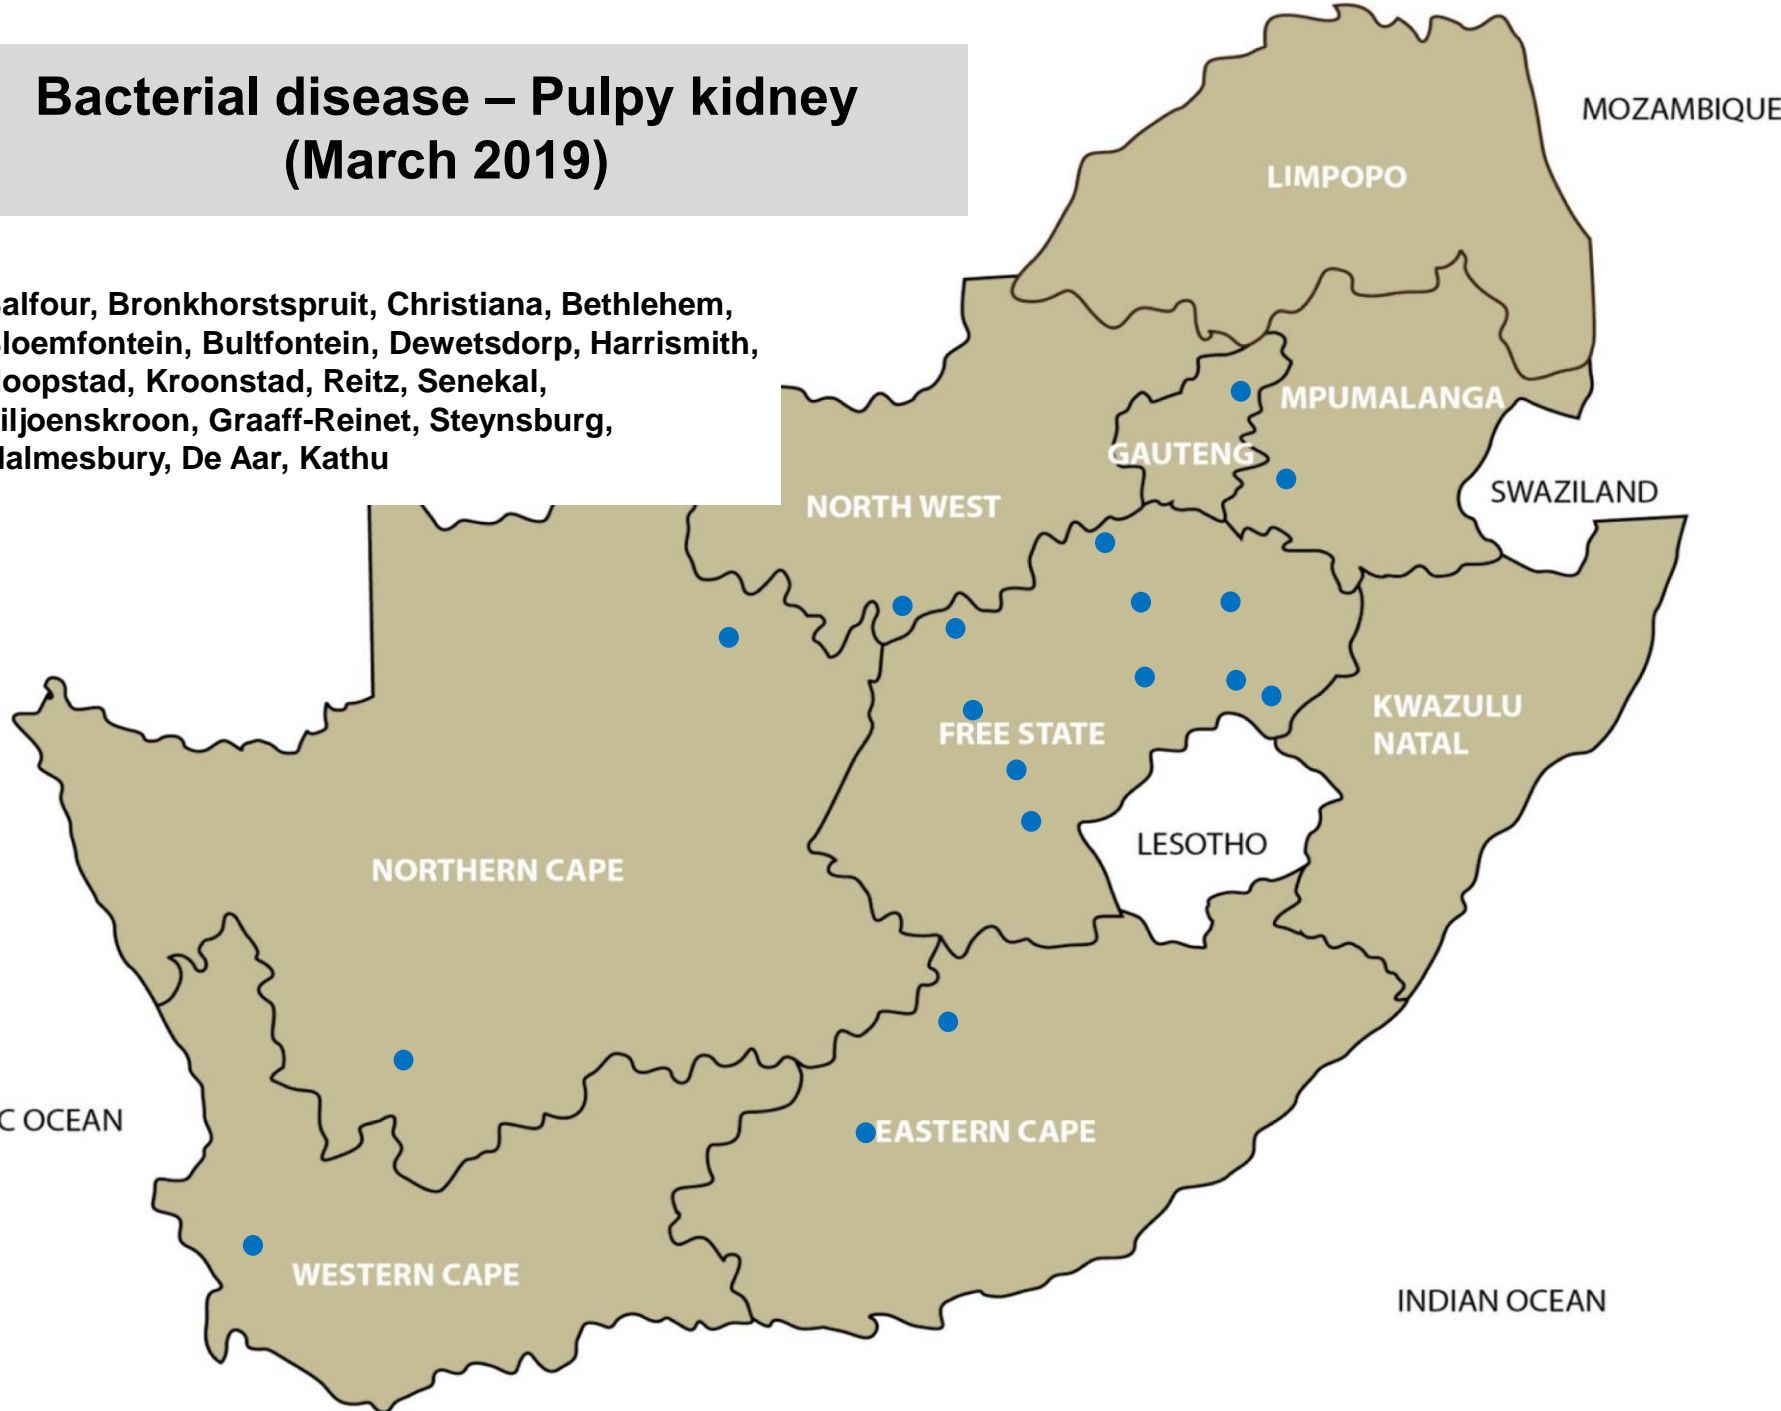 Bacterial disease – Pulpy kidney
(March 2019)
MOZAMBIQUE
LIMPOPO
alfour, Bronkhorstspruit, Christiana, Bethlehem,
loemfontein, Bultfontein, Dewetsdorp, Harrismith,
oopstad, Kroonstad, Reitz, Senekal,
iljoenskroon, Graaff-Reinet, Steynsburg,
almesbury, De Aar, Kathu
MPUMALANGA
GAUTENG
SWAZILAND
NORTH WEST
KWAZULU
NATAL
FREE STATE
LESOTHO
NORTHERN CAPE
C OCEAN
EASTERN CAPE
WESTERN CAPE
INDIAN OCEAN